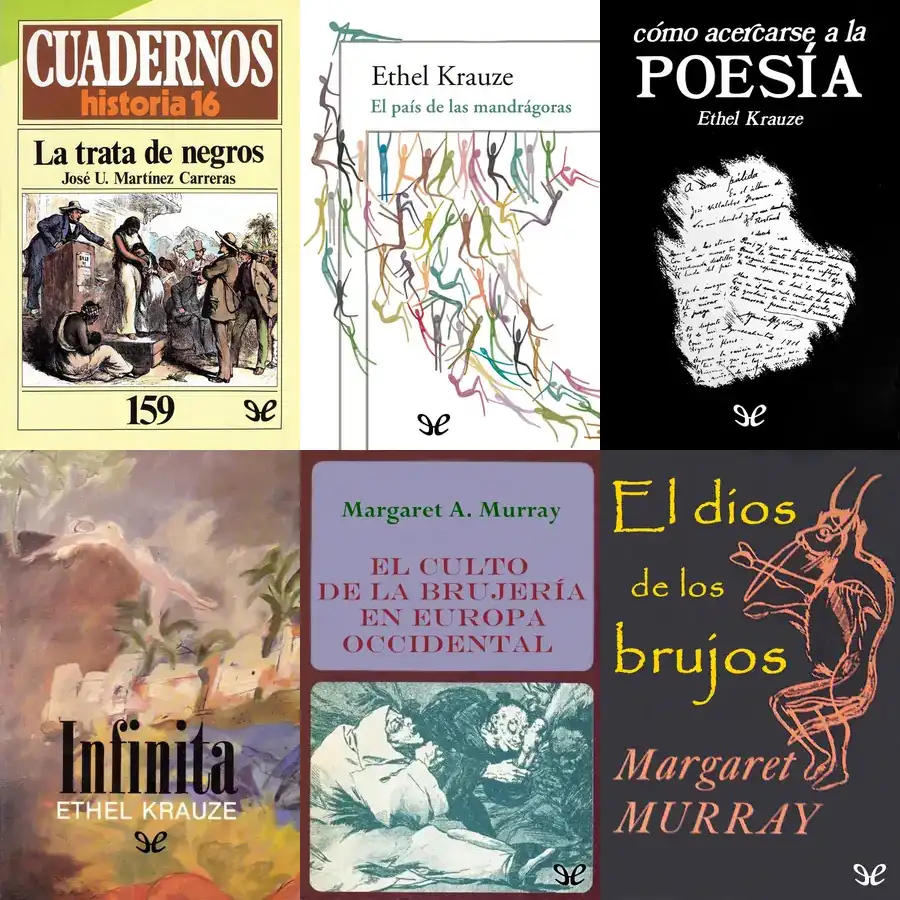 CUADERNOS
historia 16
La trata de negros
José U. Martínez Carreras
159
Ethel Krauze
El país de las mandrágoras
cómo acercarse a la
POESÍA
Ethel Krauze
Infinita
ETHEL KRAUZE
Margaret A. Murray
EL CULTO
DE LA BRUJERÍA
EN EUROPA
OCCIDENTAL
El dios
de los
brujos
Margaret
MURRAY